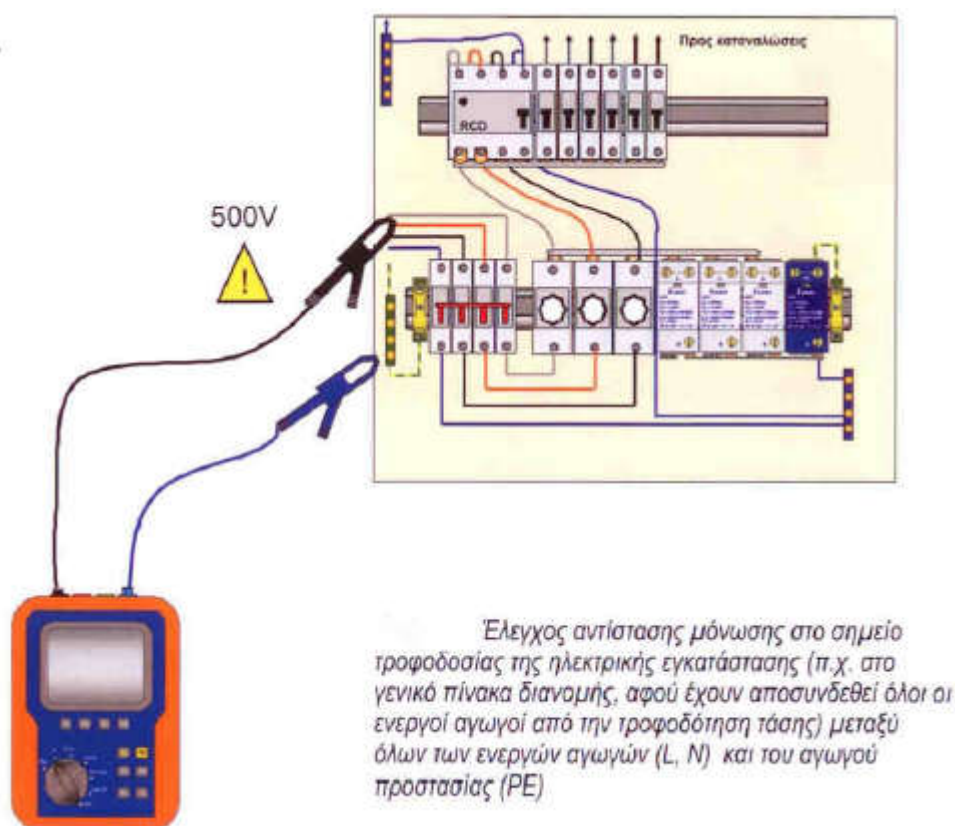 Προς καταναλώσεις
RCD
500V
!
Έλεγχος αντίστασης μόνωσης στο σημείο
τροφοδοσίας της ηλεκτρικής εγκατάστασης (π.χ. στο
γενικό πίνακα διανομής, αφού έχουν αποσυνδεθεί όλοι οι
ενεργοί αγωγοί από την τροφοδότηση τάσης) μεταξύ
όλων των ενεργών αγωγών (L, N) και του αγωγού
προστασίας (PE)